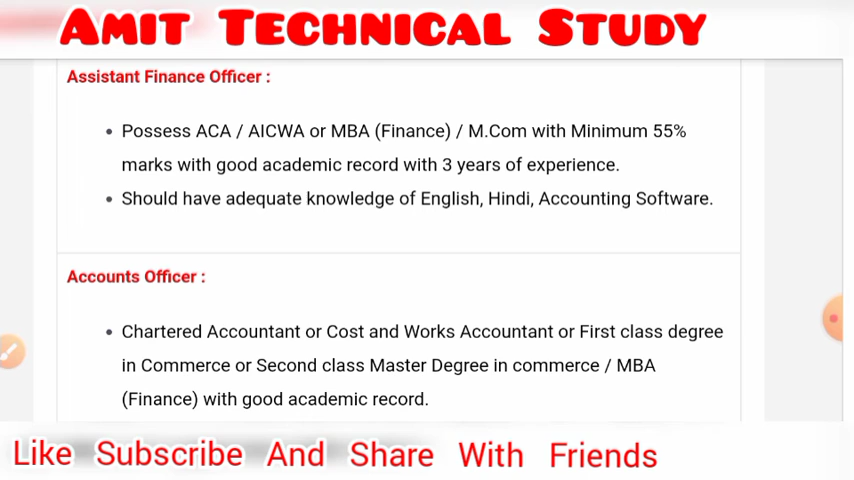 AMIT TECHNICAL STUDY
Assistant Finance Officer :
• Possess ACA / AICWA or MBA (Finance) / M.Com with Minimum 55%
marks with good academic record with 3 years of experience.
• Should have adequate knowledge of English, Hindi, Accounting Software.
Accounts Officer :
• Chartered Accountant or Cost and Works Accountant or First class degree
in Commerce or Second class Master Degree in commerce / MBA
(Finance) with good academic record.
Like Subscribe And Share With Friends